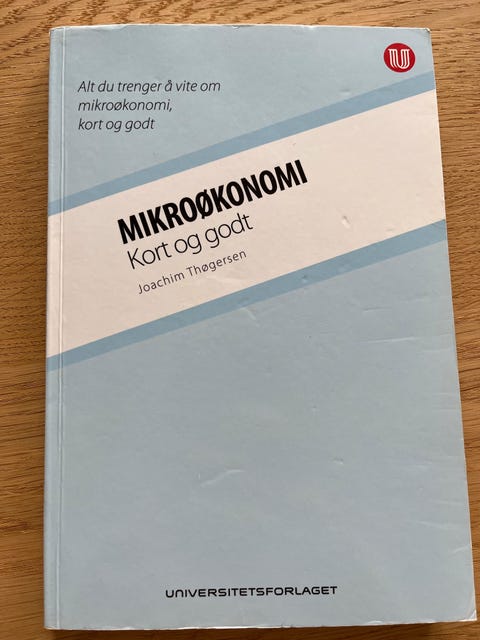 Alt du trenger å vite om
mikroøkonomi,
kort og godt
MIKROØKONOMI
Kort og godt
Joachim Thøgersen
UNIVERSITETSFORLAGET